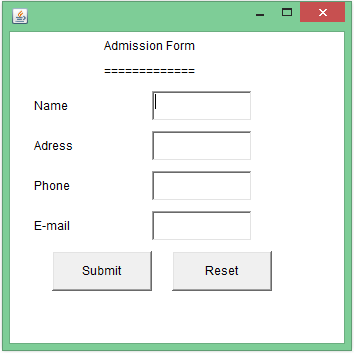 Admission Form
=============
Name
Adress
Phone
E-mail
Submit Reset